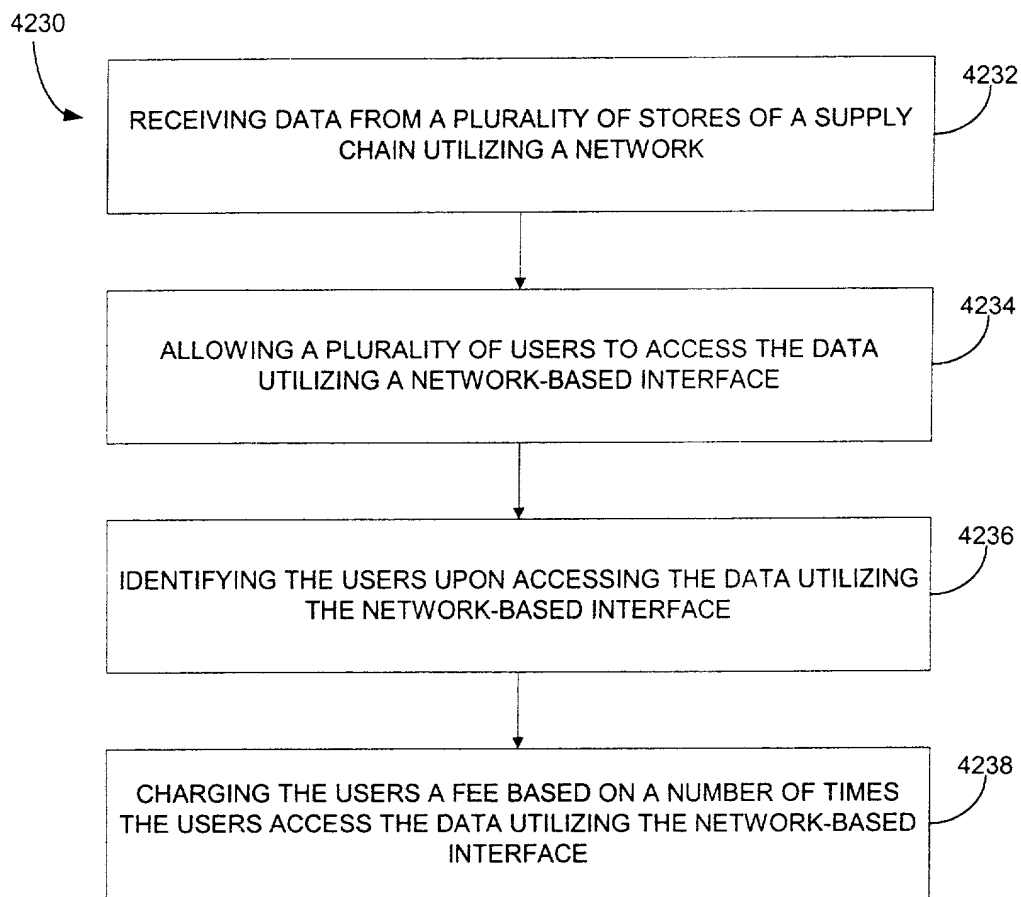 4230
4232
RECEIVING DATA FROM A PLURALITY OF STORES OF A SUPPLY
CHAIN UTILIZING A NETWORK
4234
ALLOWING A PLURALITY OF USERS TO ACCESS THE DATA
UTILIZING A NETWORK-BASED INTERFACE
4236
IDENTIFYING THE USERS UPON ACCESSING THE DATA UTILIZING
THE NETWORK-BASED INTERFACE
4238
CHARGING THE USERS A FEE BASED ON A NUMBER OF TIMES
THE USERS ACCESS THE DATA UTILIZING THE NETWORK-BASED
INTERFACE